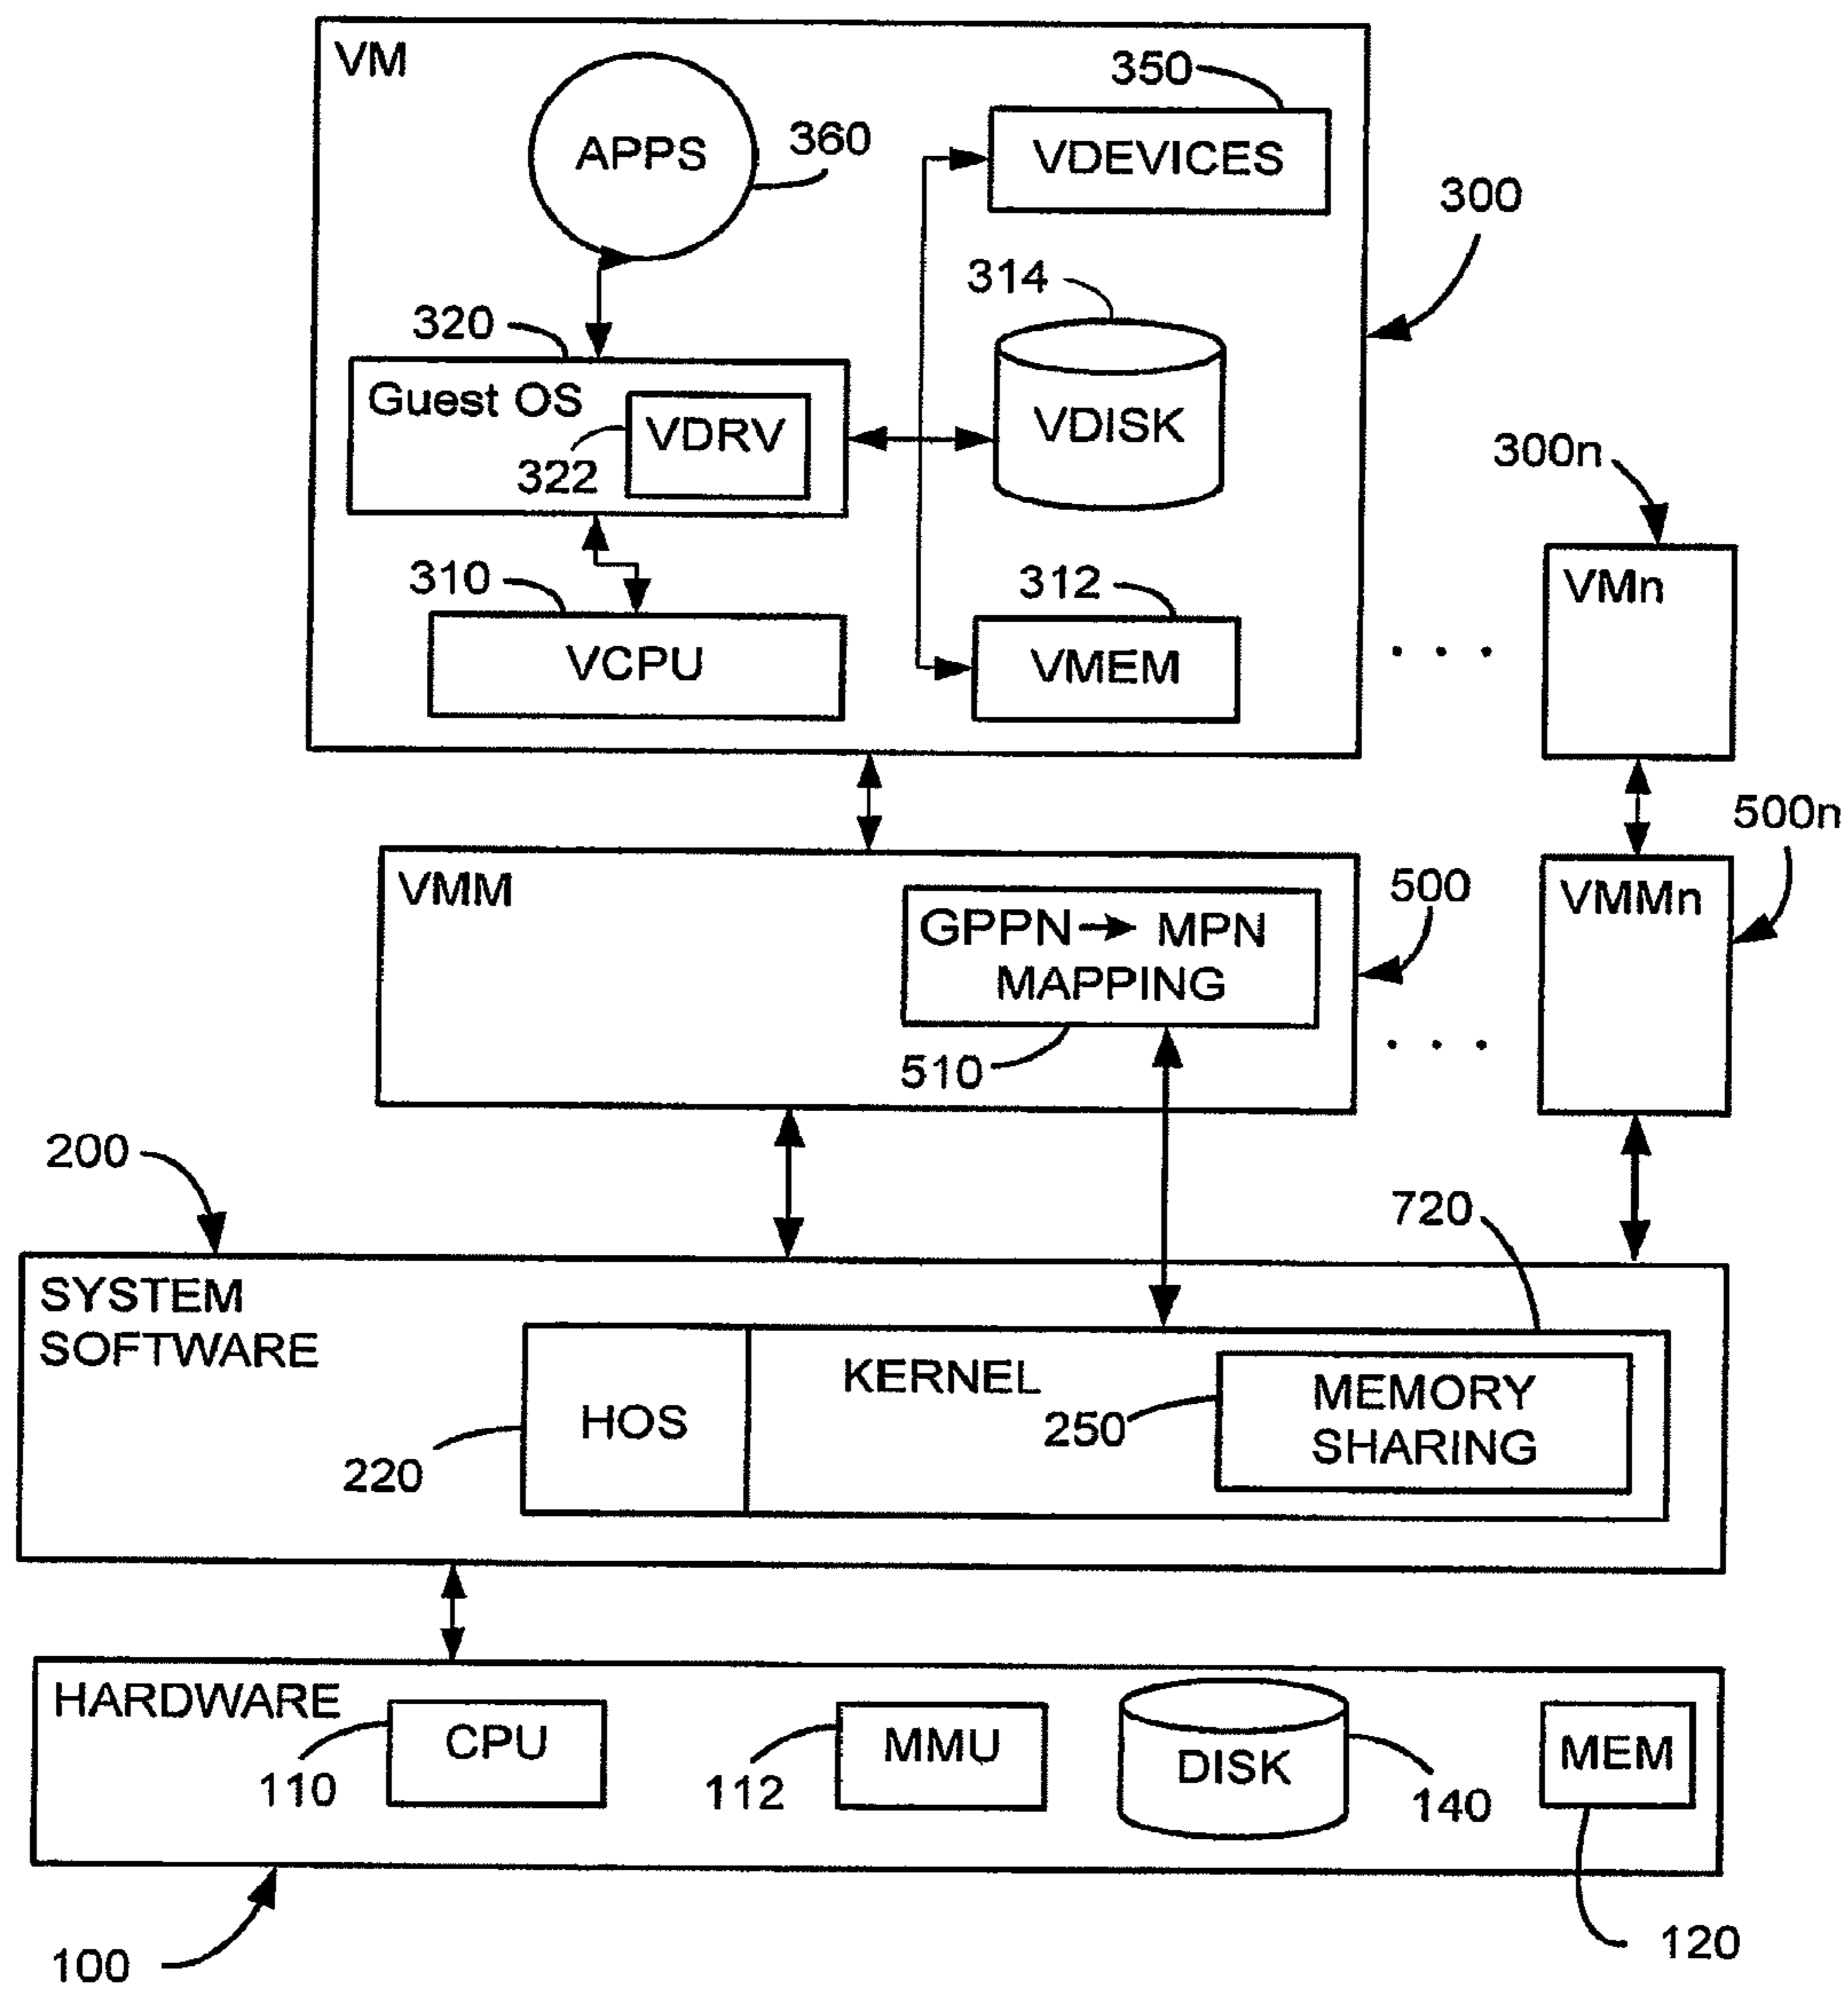 VM
350
APPS
360
VDEVICES
300
314
320
Guest OS
VDRV
322
VDISK
300n
310
312
VMn
VCPU
VMEM
. . .
500n
VMM
500
VMMn
GPPN → MPN
MAPPING
510
. . .
200
720
SYSTEM
SOFTWARE
KERNEL
MEMORY
SHARING
250
HOS
220
HARDWARE
CPU
MMU
DISK
MEM
110
112
140
120
100